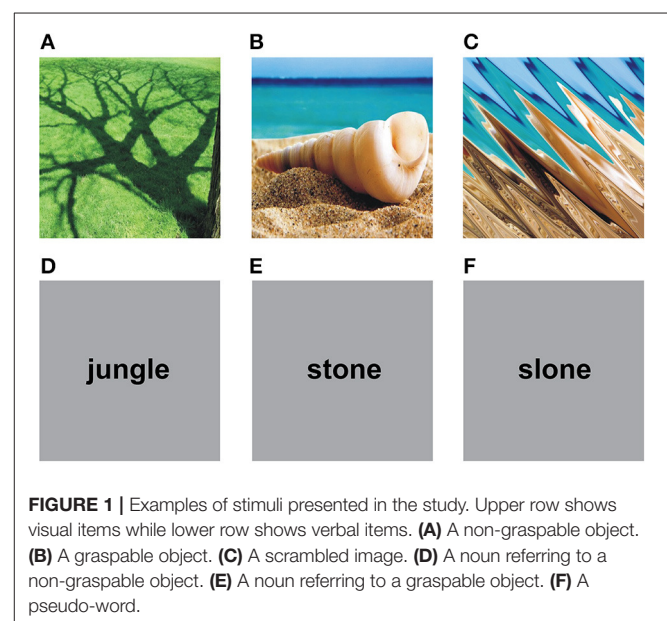 A B C
D E F
jungle stone slone
FIGURE 1 | Examples of stimuli presented in the study. Upper row shows
visual items while lower row shows verbal items. (A) A non-graspable object.
(B) A graspable object. (C) A scrambled image. (D) A noun referring to a
non-graspable object. (E) A noun referring to a graspable object. (F) A
pseudo-word.